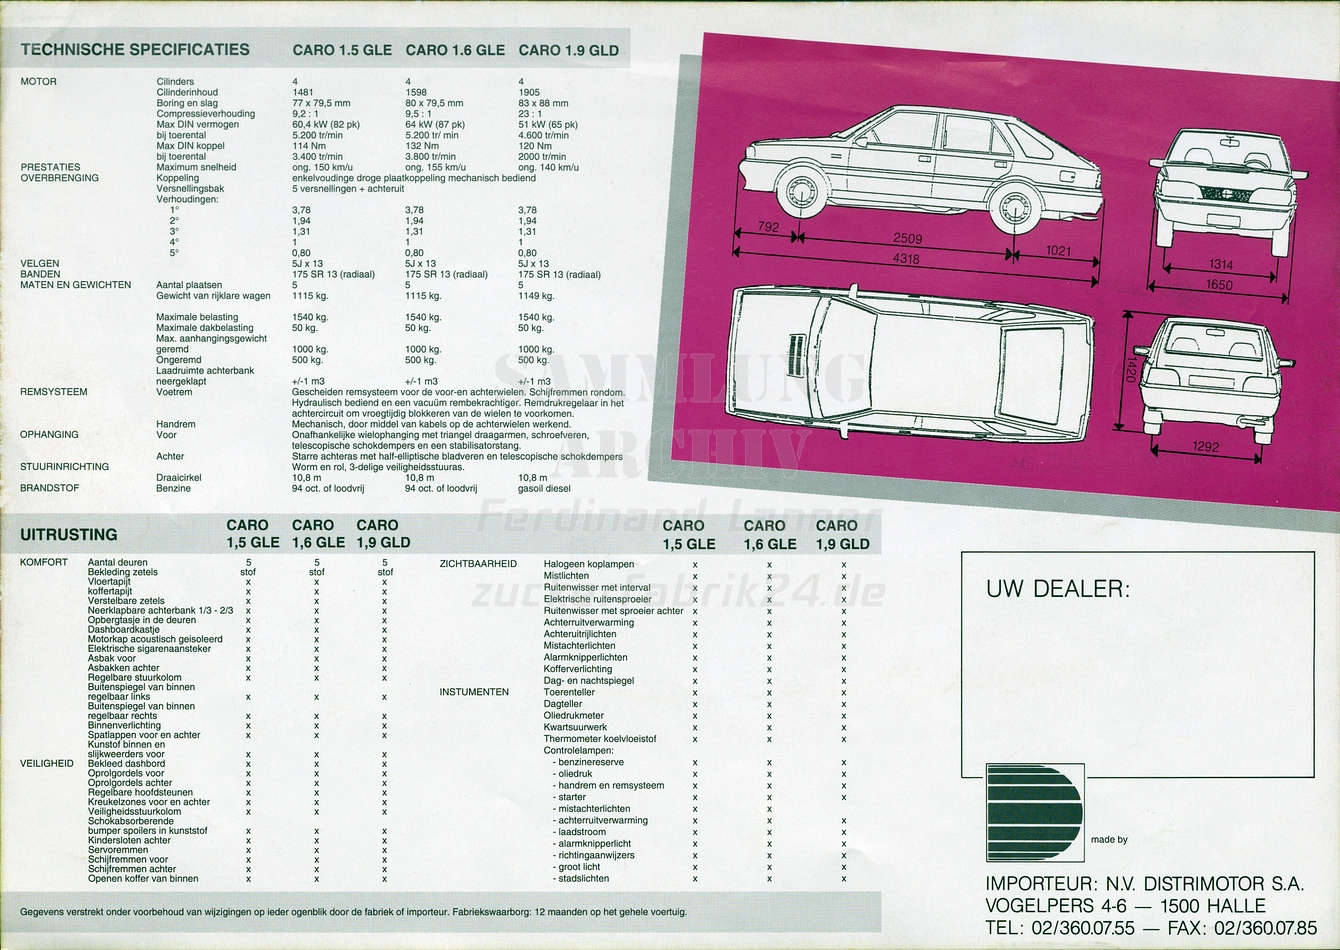 TECHNISCHE SPECIFICATIES CARO 1.5 GLE CARO 1.6 GLE CARO 1.9 GLD
MOTOR Cilinders 4 4 4
Cilinderinhoud 1481 1598 1905
Boring en slag 77 x 79,5 mm 80 x 79,5 mm 83 x 88 mm
Compressieverhouding 9,2 : 1 9,5 : 1 23 : 1
Max DIN vermogen 60,4 kW (82 pk) 64 kW (87 pk) 51 kW (65 pk)
bij toerental 5.200 tr/min 5.200 tr/ min 4.600 tr/min
Max DIN koppel 114 Nm 132 Nm 120 Nm
bij toerental 3.400 tr/min 3.800 tr/min 2000 tr/min
PRESTATIES Maximum snelheid ong. 150 km/u ong. 155 km/u ong. 140 km/u
OVERBRENGING Koppeling enkelvoudinge droge plaatkoppeling mechanisch bediend
Versnellingsbak 5 versnellingen + achteruit
Verhoudingen:
1° 3,78 3,78 3,78
2° 1,94 1,94 1,94
3° 1,31 1,31 1,31
4° 1 1 1
5° 0,80 0,80 0,80
VELGEN 5J x 13 5J x 13 5J x 13
BANDEN 175 SR 13 (radiaal) 175 SR 13 (radiaal) 175 SR 13 (radiaal)
MATEN EN GEWICHTEN Aantal plaatsen 5 5 5
Gewicht van rijklare wagen 1115 kg. 1115 kg. 1149 kg.
Maximale belasting 1540 kg. 1540 kg. 1540 kg.
Maximale dakbelasting 50 kg. 50 kg. 50 kg.
Max. aanhangingsgewicht
geremd 1000 kg. 1000 kg. 1000 kg.
Ongeremd 500 kg. 500 kg. 500 kg.
Laadruimte achterbank
neergeklapt +/-1 m3 +/-1 m3 +/-1 m3
REMSYSTEEM Voetrem Gescheiden remsysteem voor de voor-en achterwielen. Schijfremmen rondom.
Hydraulisch bediend en een vacuüm rembekrachtiger. Remdrukregelaar in het
achtercircuit om vroegtijdig blokkeren van de wielen te voorkomen.
Handrem Mechanisch, door middel van kabels op de achterwielen werkend.
OPHANGING Voor Onafhankelijke wielophanging met triangel draagarmen, schroefveren,
telescopische schokdempers en een stabilisatorstang.
Achter Starre achteras met half-elliptische bladveren en telescopische schokdempers
STUURINRICHTING Worm en rol, 3-delige veiligheidsstuuras.
Draaicirkel 10,8 m 10,8 m 10,8 m
BRANDSTOF Benzine 94 oct. of loodvrij 94 oct. of loodvrij gasoil diesel
792 2509 1021
4318
1314
1650
1420
1292
SAMMLUNG
ARCHIV
Ferdinand Lanner
zuckerfabrik24.de
UITRUSTING CARO 1,5 GLE CARO 1,6 GLE CARO 1,9 GLD
KOMFORT Aantal deuren 5 5 5
Bekleding zetels stof stof stof
Vloertapijt x x x
koffertapijt x x x
Verstelbare zetels x x x
Neerklapbare achterbank 1/3 - 2/3 x x x
Opbergtasje in de deuren x x x
Dashboardkastje x x x
Motorkap acoustisch geisoleerd x x x
Elektrische sigarenaansteker x x x
Asbak voor x x x
Asbakken achter x x x
Regelbare stuurkolom x x x
Buitenspiegel van binnen
regelbaar links x x x
Buitenspiegel van binnen
regelbaar rechts x x x
Binnenverlichting x x x
Spatlappen voor en achter x x x
Kunstof binnen en
slijkweerders voor x x x
VEILIGHEID Bekleed dashbord x x x
Oprolgordels voor x x x
Oprolgordels achter x x x
Regelbare hoofdsteunen x x x
Kreukelzones voor en achter x x x
Veiligheidsstuurkolom x x x
Schokabsorberende
bumper spoilers in kunststof x x x
Kindersloten achter x x x
Servoremmen x x x
Schijfremmen voor x x x
Schijfremmen achter x x x
Openen koffer van binnen x x x
CARO 1,5 GLE CARO 1,6 GLE CARO 1,9 GLD
ZICHTBAARHEID Halogeen koplampen x x x
Mistlichten x x x
Ruitenwisser met interval x x x
Elektrische ruitensproeier x x x
Ruitenwisser met sproeier achter x x x
Achterruitverwarming x x x
Achteruitrijlichten x x x
Mistachterlichten x x x
Alarmknipperlichten x x x
Kofferverlichting x x x
Dag- en nachtspiegel x x x
INSTUMENTEN Toerenteller x x x
Dagteller x x x
Oliedrukmeter x x x
Kwartsuurwerk x x x
Thermometer koelvloeistof x x x
Controlelampen:
- benzinereserve x x x
- oliedruk x x x
- handrem en remsysteem x x x
- starter x x x
- mistachterlichten x x
- achterruitverwarming x x x
- laadstroom x x x
- alarmknipperlicht x x x
- richtingaanwijzers x x x
- groot licht x x x
- stadslichten x x x
Gegevens verstrekt onder voorbehoud van wijzigingen op ieder ogenblik door de fabriek of importeur. Fabriekswaarborg: 12 maanden op het gehele voertuig.
UW DEALER:
made by
IMPORTEUR: N.V. DISTRIMOTOR S.A.
VOGELPERS 4-6 — 1500 HALLE
TEL: 02/360.07.55 — FAX: 02/360.07.85